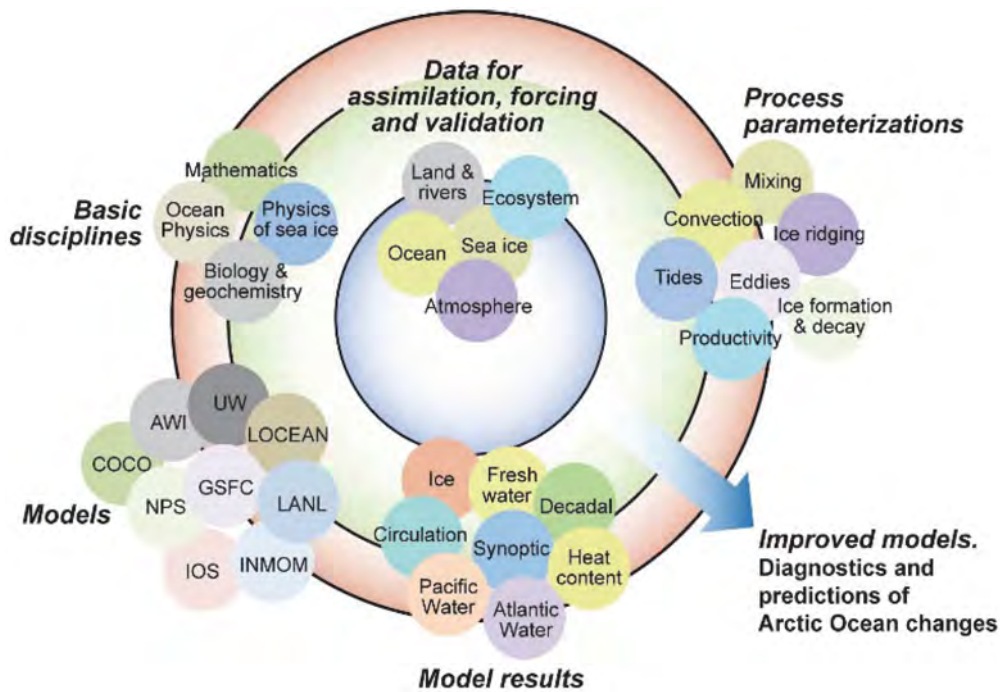 Data for
assimilation, forcing
and validation
Land &
rivers
Ecosystem
Ocean
Sea ice
Atmosphere
Process
parameterizations
Mixing
Convection
Ice ridging
Tides
Eddies
Ice formation
& decay
Productivity
Basic
disciplines
Mathematics
Ocean
Physics
Physics
of sea ice
Biology &
geochemistry
Models
UW
AWI
LOCEAN
COCO
GSFC
NPS
LANL
IOS
INMOM
Ice
Fresh
water
Decadal
Circulation
Synoptic
Heat
content
Pacific
Water
Atlantic
Water
Model results
Improved models.
Diagnostics and
predictions of
Arctic Ocean changes